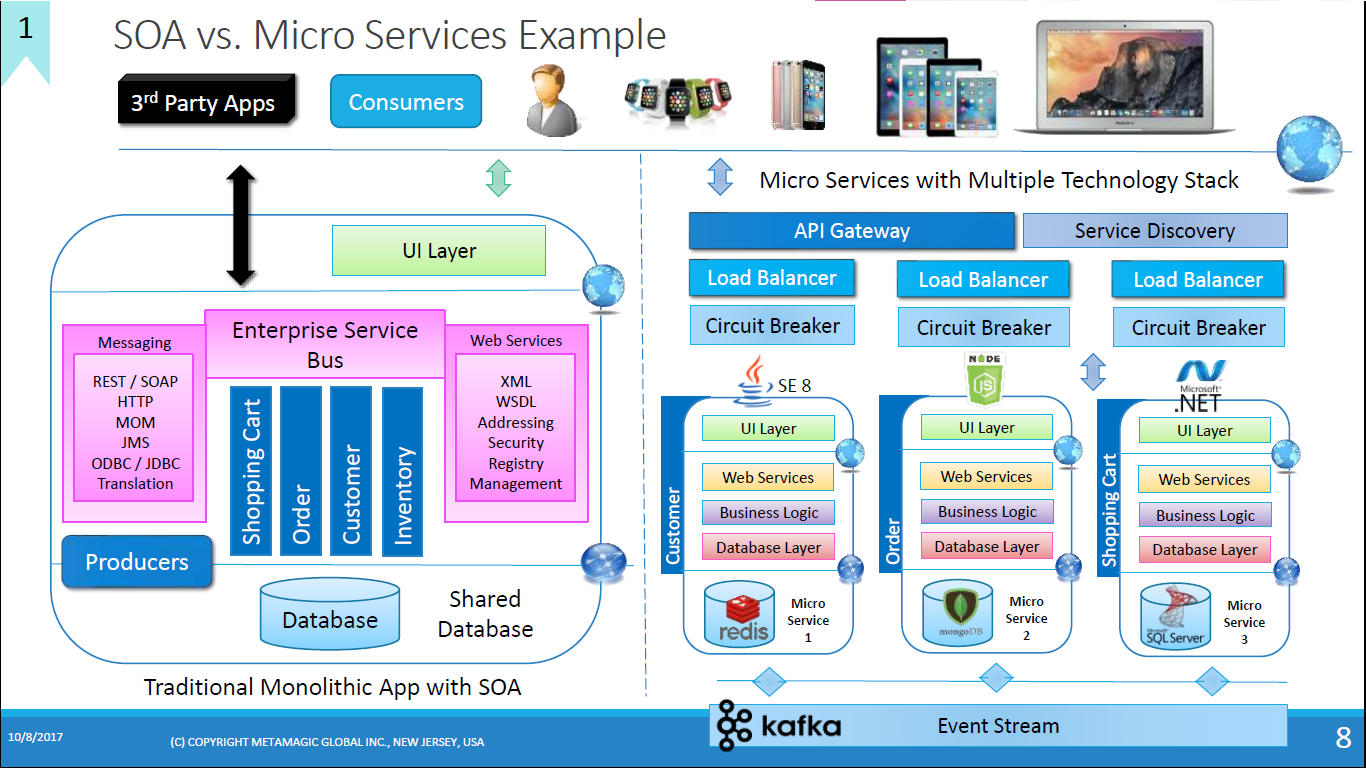 1
SOA vs. Micro Services Example
3rd Party Apps
Consumers
UI Layer
Messaging
REST / SOAP
HTTP
MOM
JMS
ODBC / JDBC
Translation
Enterprise Service
Bus
Web Services
XML
WSDL
Addressing
Security
Registry
Management
Shopping Cart
Order
Customer
Inventory
Producers
Database
Shared
Database
Traditional Monolithic App with SOA
Micro Services with Multiple Technology Stack
API Gateway
Service Discovery
Load Balancer
Load Balancer
Load Balancer
Circuit Breaker
Circuit Breaker
Circuit Breaker
SE 8
Customer
UI Layer
Web Services
Business Logic
Database Layer
redis
Micro
Service
1
NODE
JS
Order
UI Layer
Web Services
Business Logic
Database Layer
mongoDB
Micro
Service
2
Microsoft
.NET
Shopping Cart
UI Layer
Web Services
Business Logic
Database Layer
Microsoft
SQL Server
Micro
Service
3
kafka
Event Stream
10/8/2017
(C) COPYRIGHT METAMAGIC GLOBAL INC., NEW JERSEY, USA
8